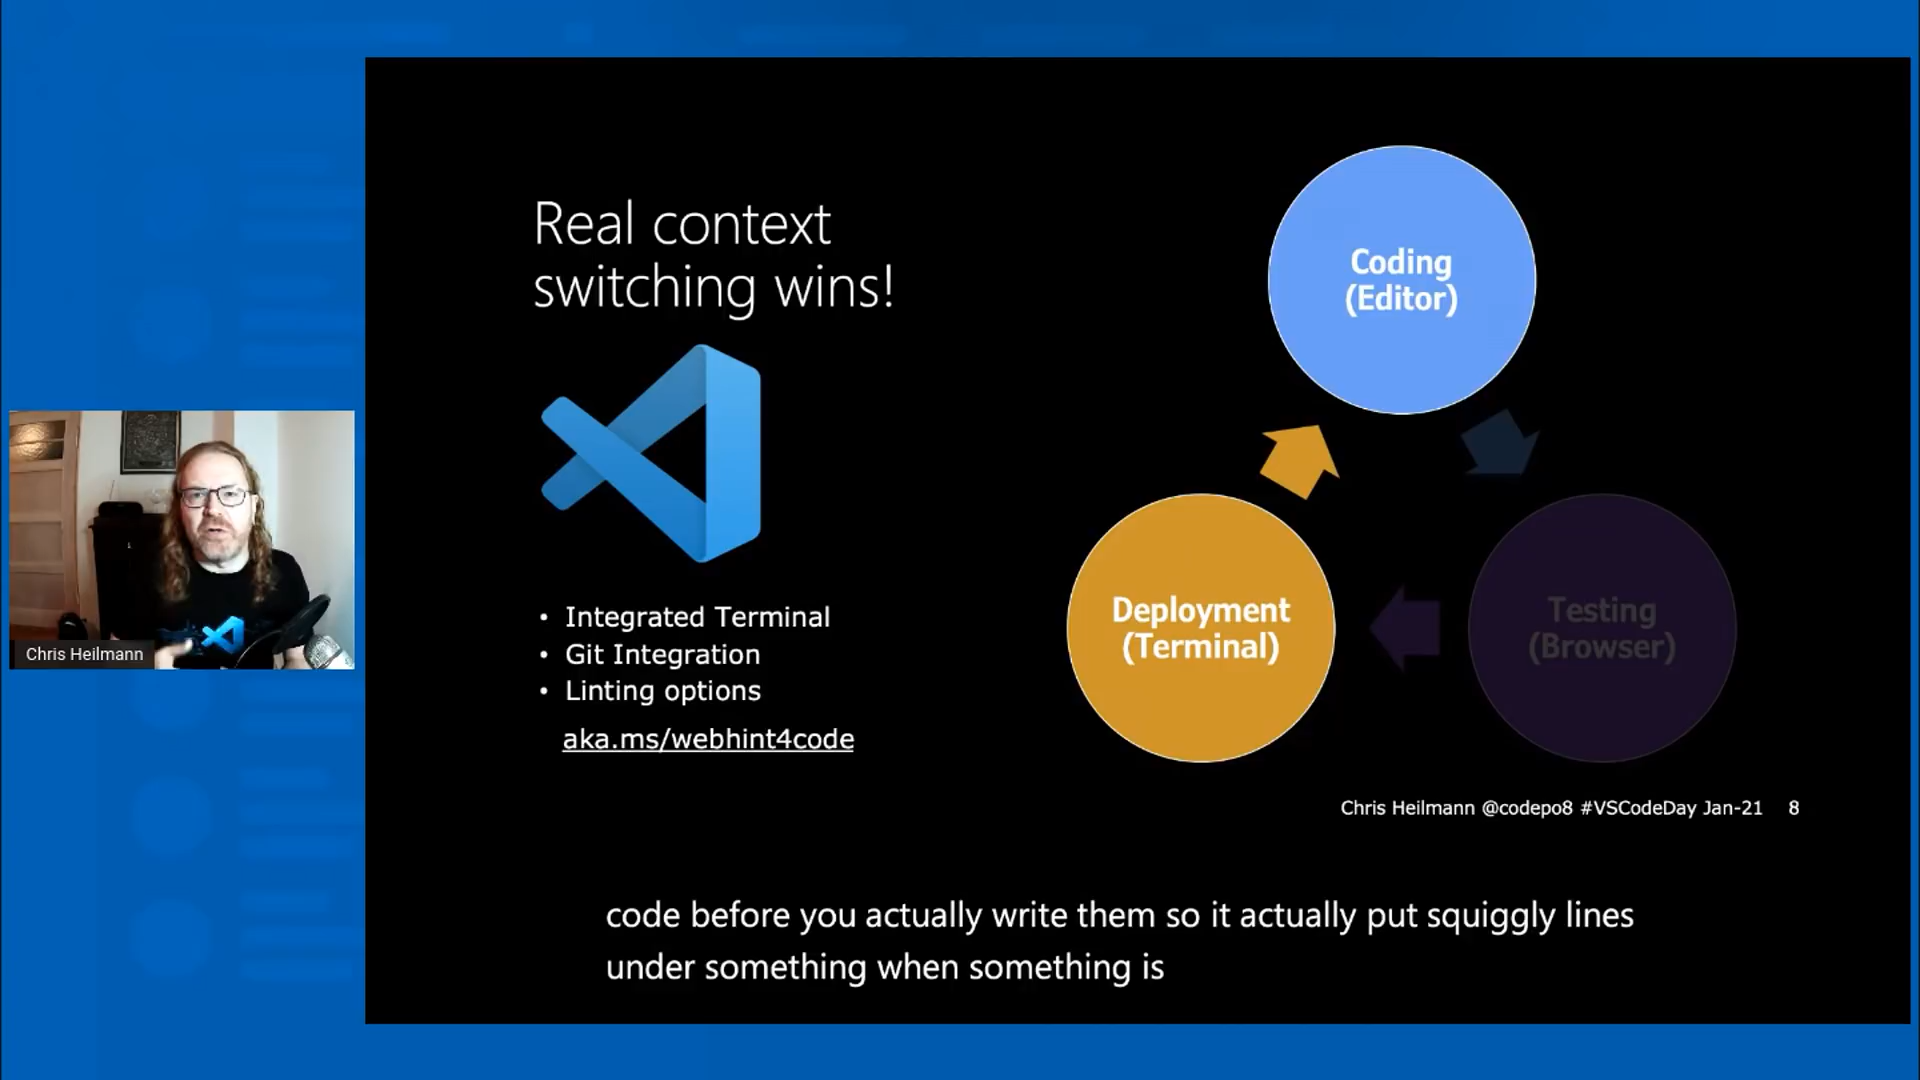 Real context
switching wins!
• Integrated Terminal
• Git Integration
• Linting options
aka.ms/webhint4code
Coding
(Editor)
Deployment
(Terminal)
Testing
(Browser)
Chris Heilmann @codepo8 #VSCodeDay Jan-21 8
code before you actually write them so it actually put squiggly lines
under something when something is
Chris Heilmann